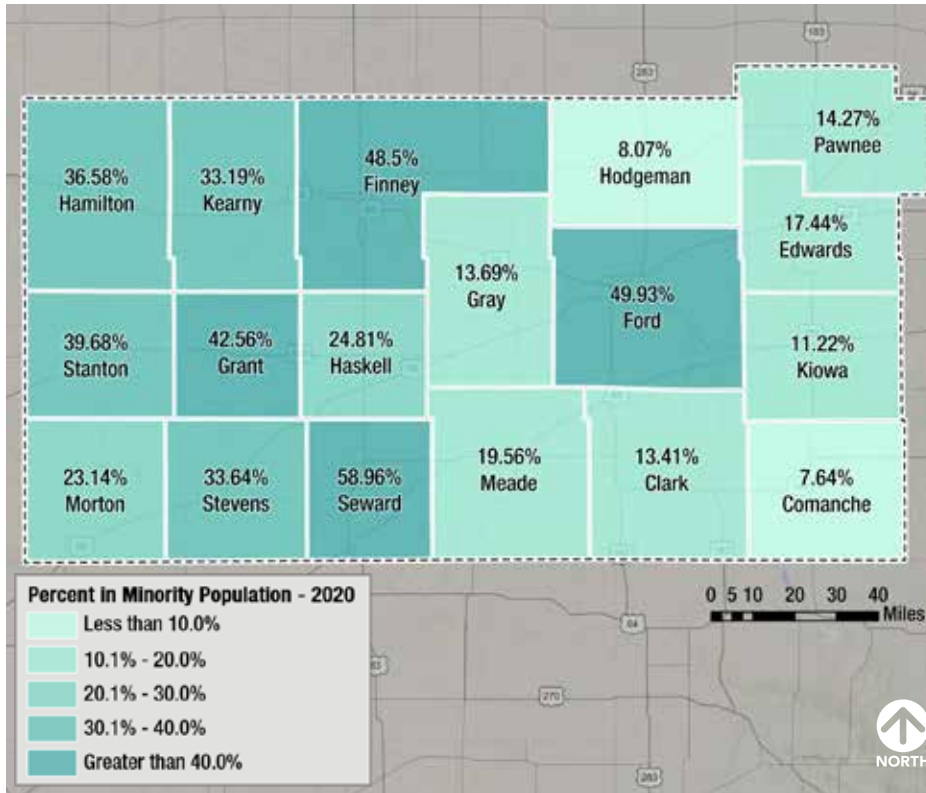 183
283
14.27%
Pawnee
8.07%
Hodgeman
48.5%
Finney
36.58%
Hamilton
33.19%
Kearny
17.44%
Edwards
13.69%
Gray
49.93%
Ford
39.68%
Stanton
42.56%
Grant
24.81%
Haskell
11.22%
Kiowa
23.14%
Morton
33.64%
Stevens
58.96%
Seward
19.56%
Meade
13.41%
Clark
7.64%
Comanche
Percent in Minority Population - 2020
Less than 10.0%
10.1% - 20.0%
20.1% - 30.0%
30.1% - 40.0%
Greater than 40.0%
0 5 10 20 30 40
Miles
64
83
270
283
NORTH